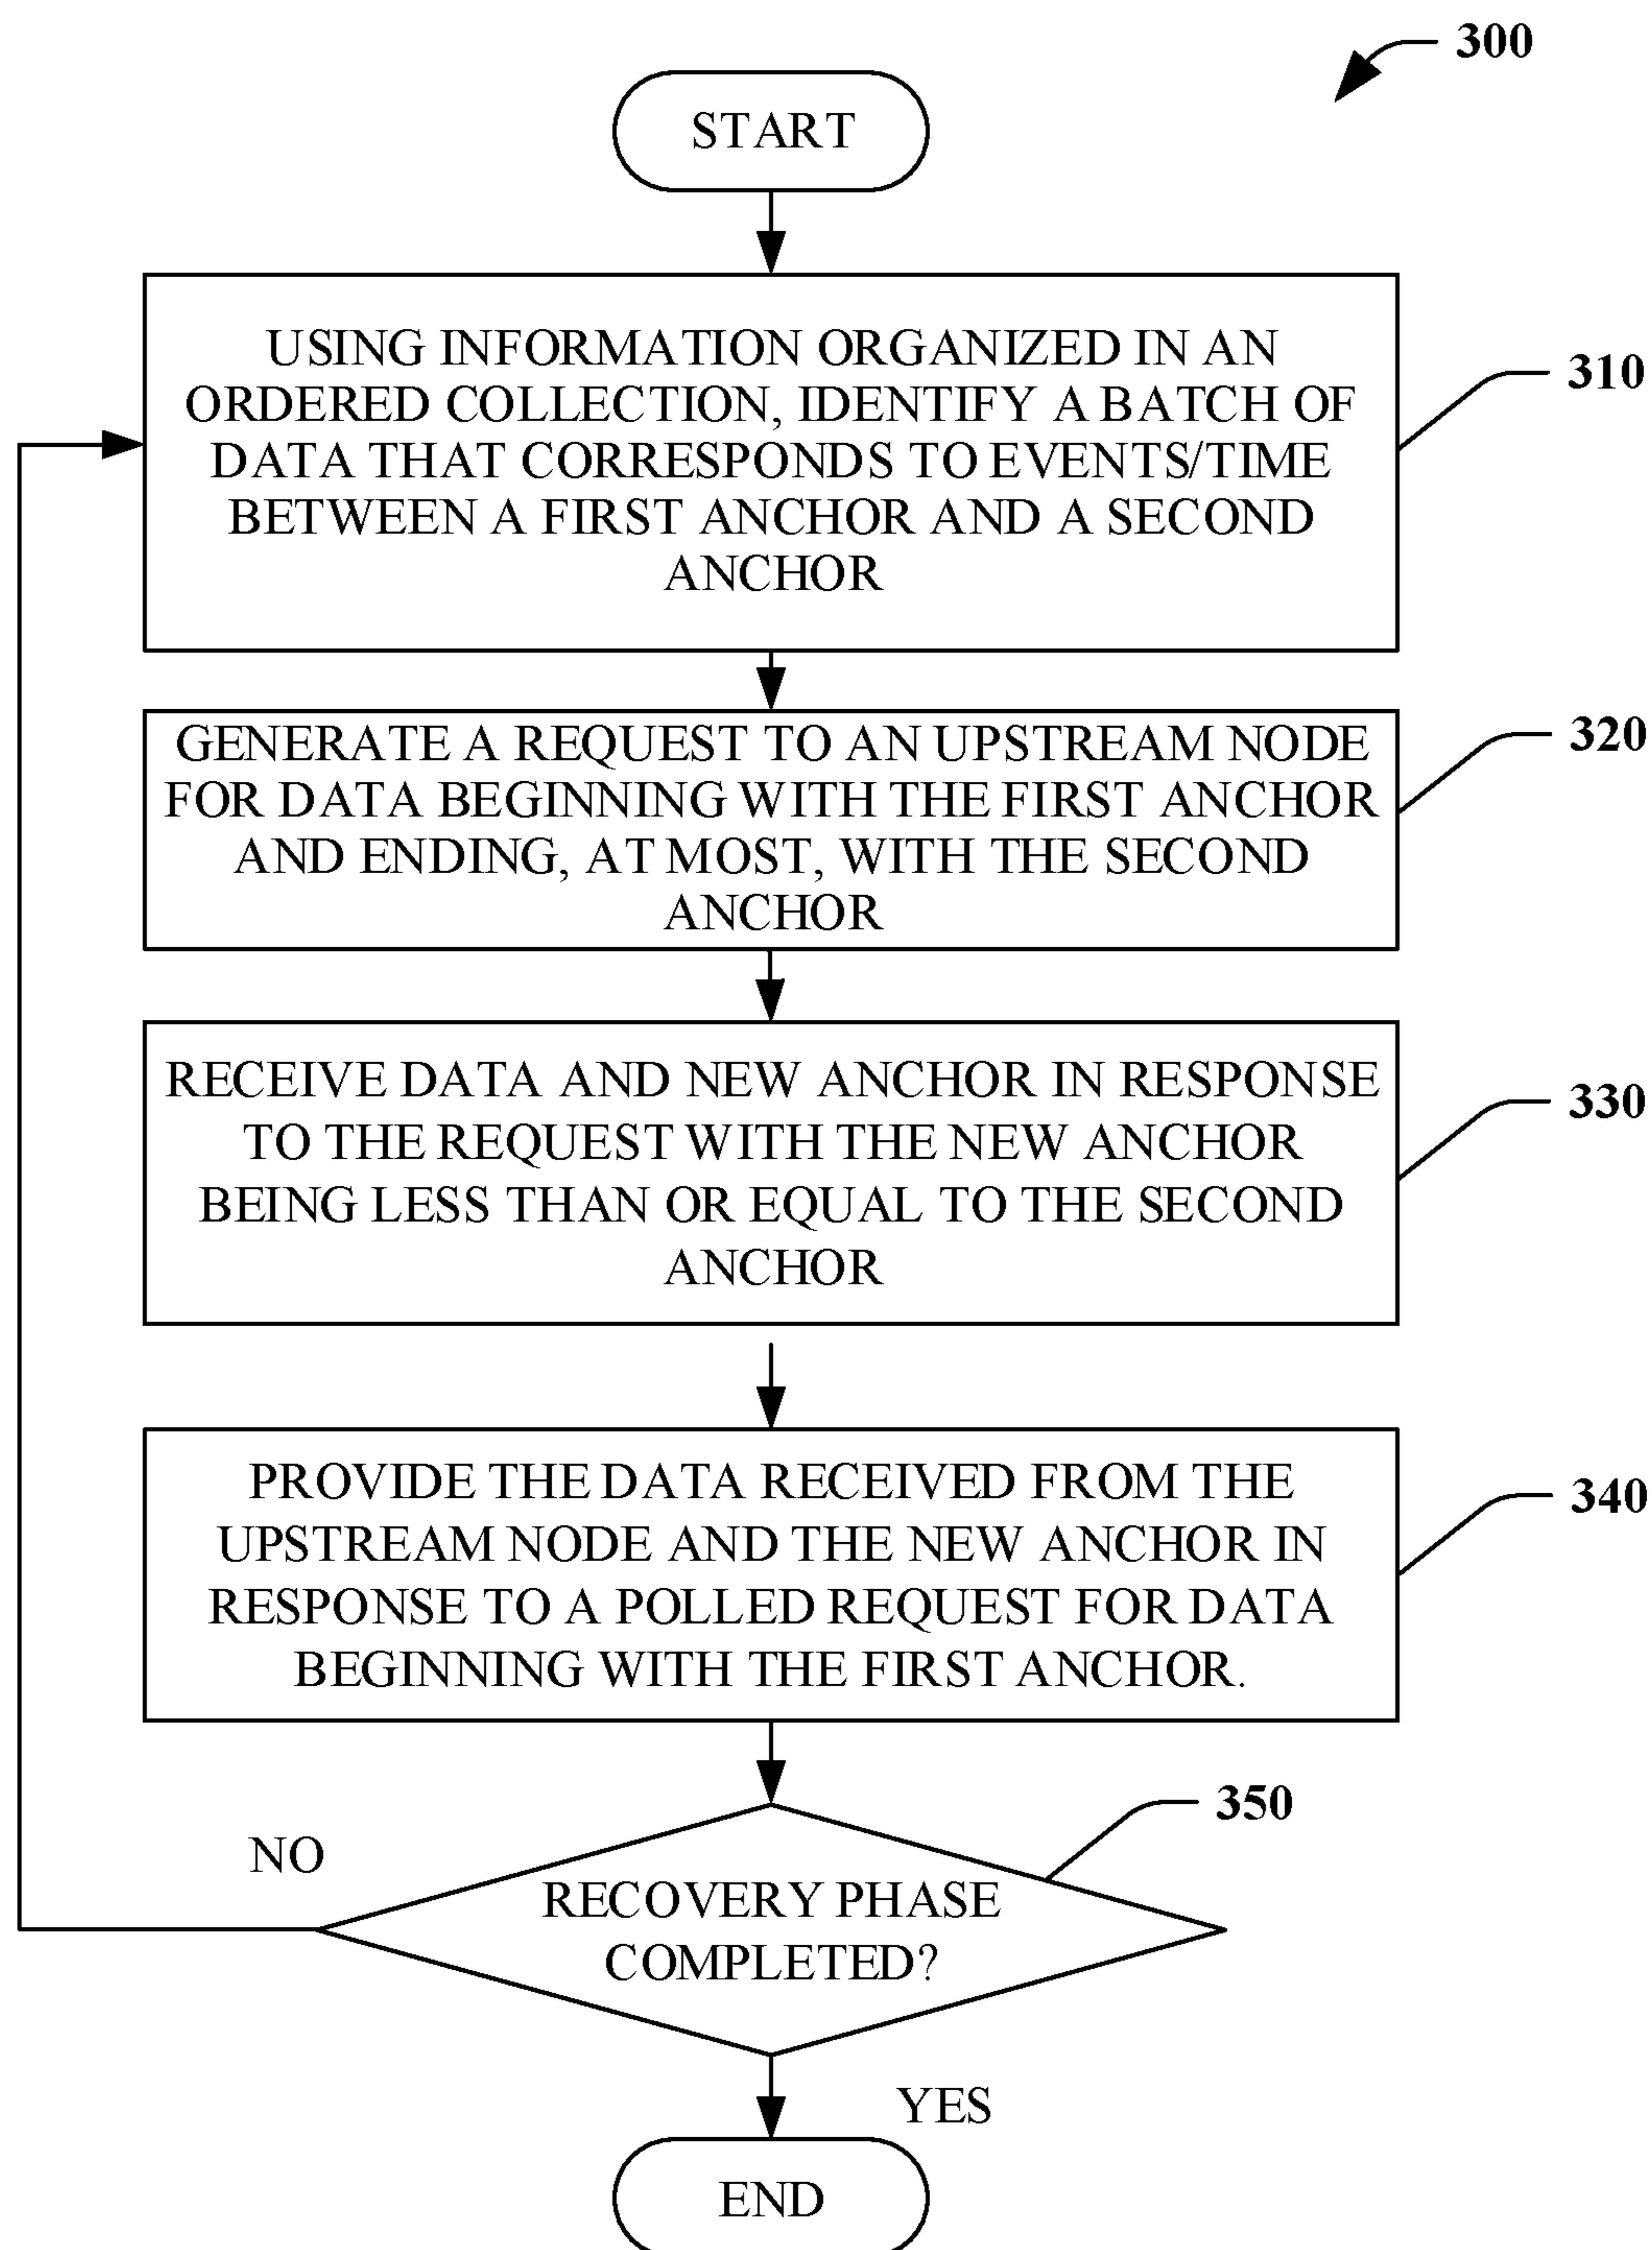 300
START
USING INFORMATION ORGANIZED IN AN
ORDERED COLLECTION, IDENTIFY A BATCH OF
DATA THAT CORRESPONDS TO EVENTS/TIME
BETWEEN A FIRST ANCHOR AND A SECOND
ANCHOR
310
GENERATE A REQUEST TO AN UPSTREAM NODE
FOR DATA BEGINNING WITH THE FIRST ANCHOR
AND ENDING, AT MOST, WITH THE SECOND
ANCHOR
320
RECEIVE DATA AND NEW ANCHOR IN RESPONSE
TO THE REQUEST WITH THE NEW ANCHOR
BEING LESS THAN OR EQUAL TO THE SECOND
ANCHOR
330
PROVIDE THE DATA RECEIVED FROM THE
UPSTREAM NODE AND THE NEW ANCHOR IN
RESPONSE TO A POLLED REQUEST FOR DATA
BEGINNING WITH THE FIRST ANCHOR.
340
350
NO
RECOVERY PHASE
COMPLETED?
YES
END